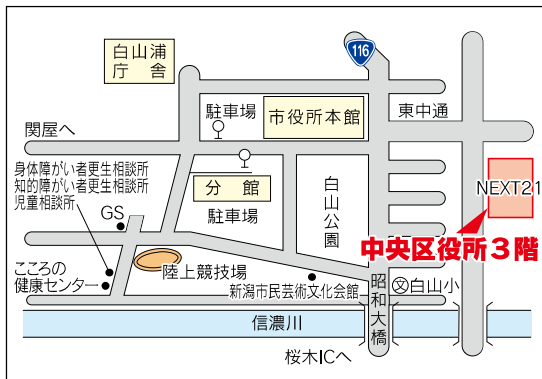 116
白山浦
庁舎
駐車場
市役所本館
東中通
関屋へ
身体障がい者更生相談所
知的障がい者更生相談所
児童相談所
分館
駐車場
白山公園
NEXT21
GS
中央区役所3階
陸上競技場
こころの
健康センター
新潟市民芸術文化会館
昭和大橋
文白山小
信濃川
桜木ICへ